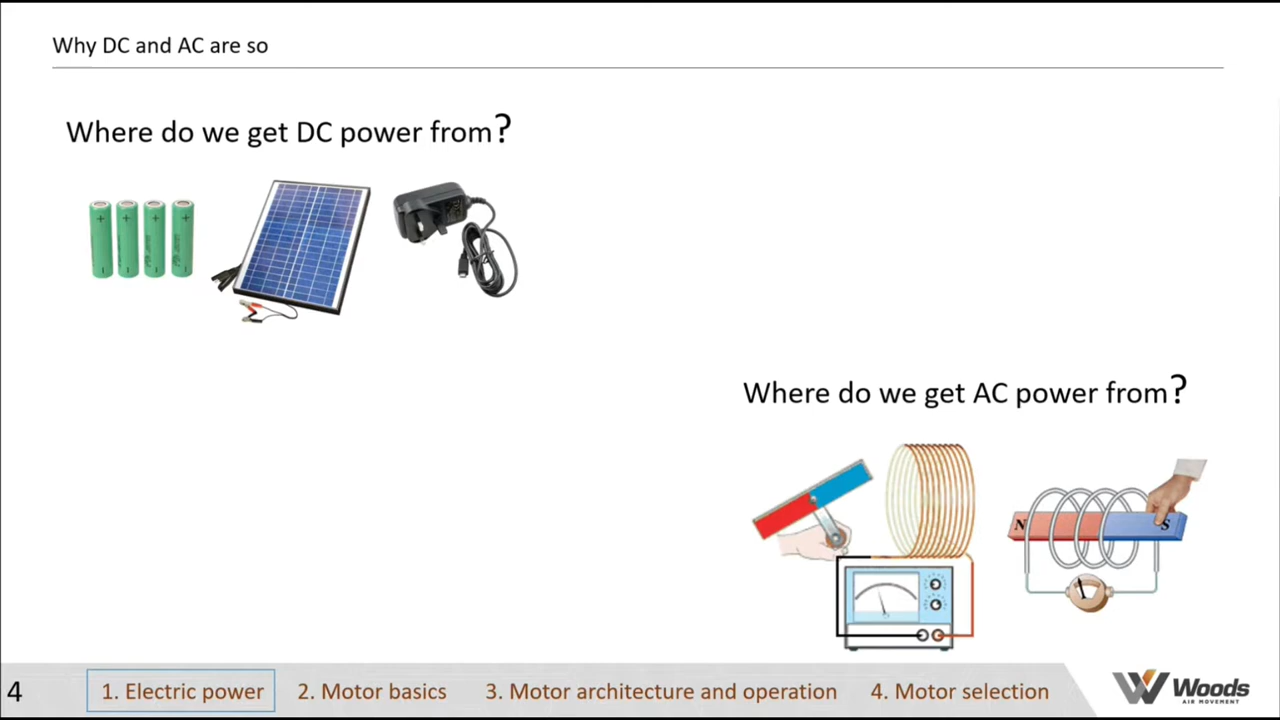 Why DC and AC are so
Where do we get DC power from?
+ + + +
Where do we get AC power from?
N S
4 1. Electric power 2. Motor basics 3. Motor architecture and operation 4. Motor selection
Woods
AIR MOVEMENT